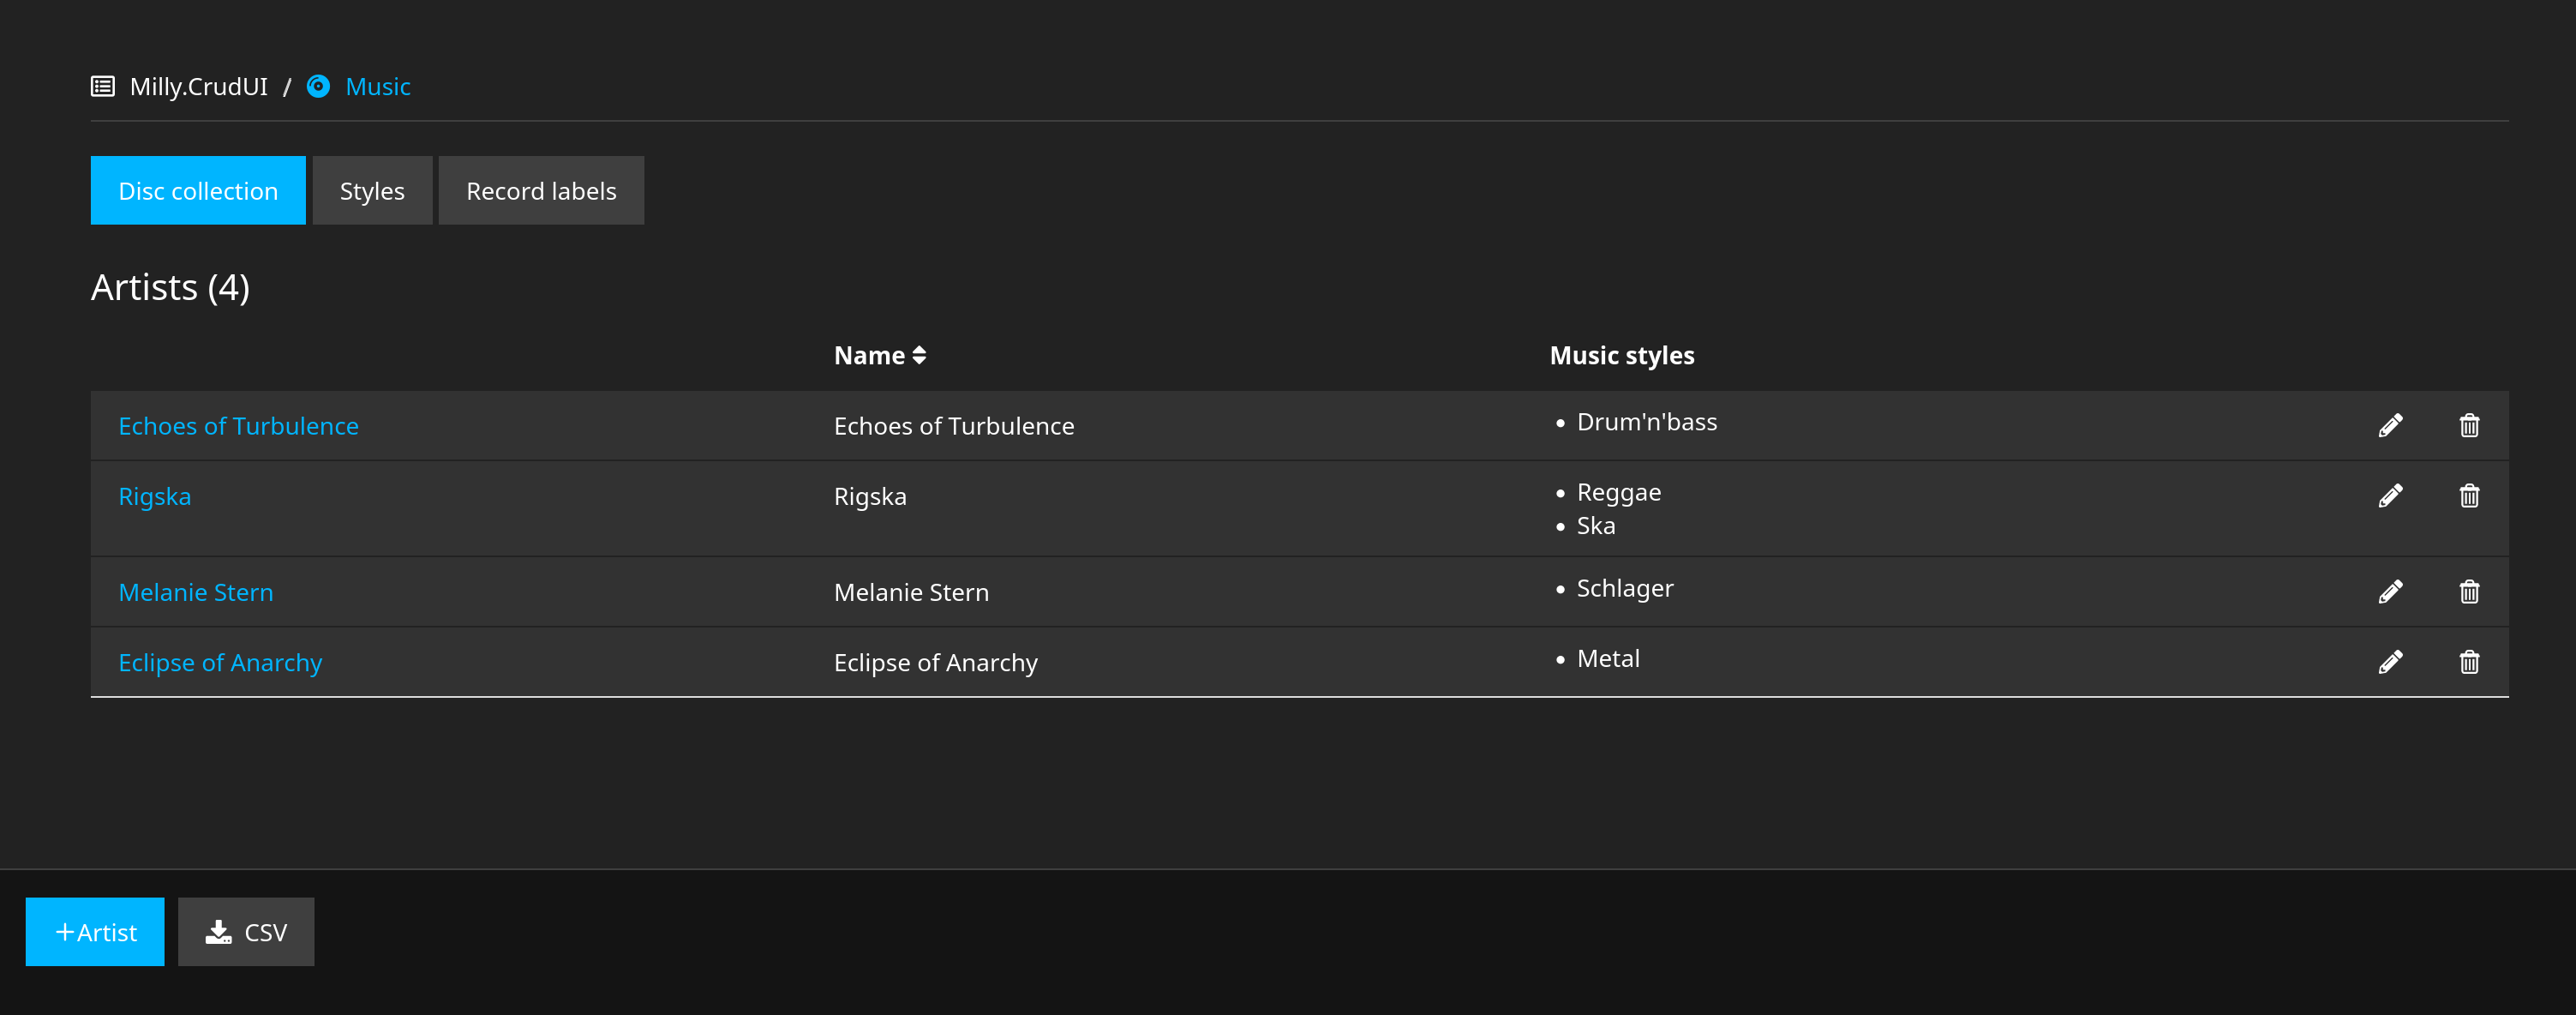 Milly.CrudUI / Music
Disc collection Styles Record labels
Artists (4)
Name Music styles
Echoes of Turbulence Echoes of Turbulence • Drum'n'bass
Rigska Rigska • Reggae
• Ska
Melanie Stern Melanie Stern • Schlager
Eclipse of Anarchy Eclipse of Anarchy • Metal
+Artist CSV